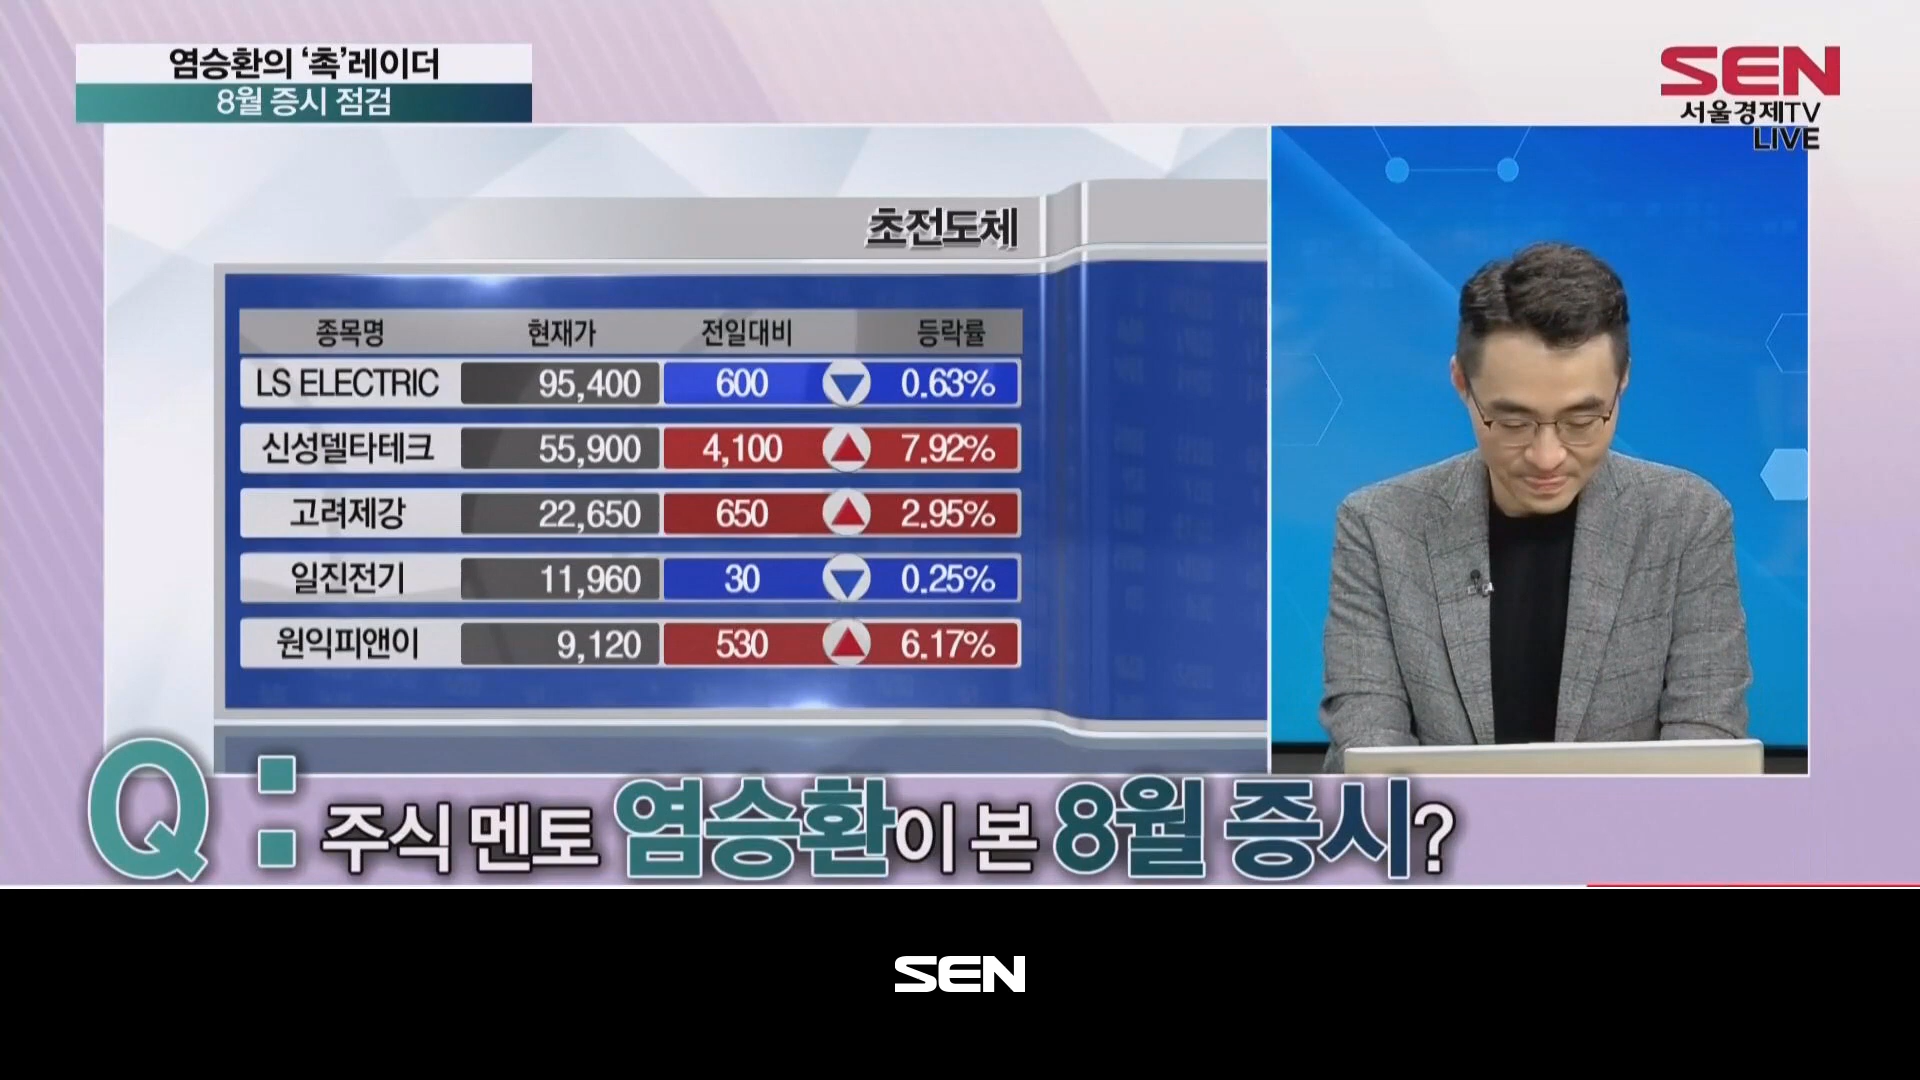 염승환의 '촉'레이더
8월 증시 점검
SEN
서울경제TV
LIVE
초전도체
종목명 현재가 전일대비 등락률
LS ELECTRIC 95,400 600 ▼ 0.63%
신성델타테크 55,900 4,100 ▲ 7.92%
고려제강 22,650 650 ▲ 2.95%
일진전기 11,960 30 ▼ 0.25%
원익피앤이 9,120 530 ▲ 6.17%
Q : 주식 멘토 염승환이 본 8월 증시?
SEN